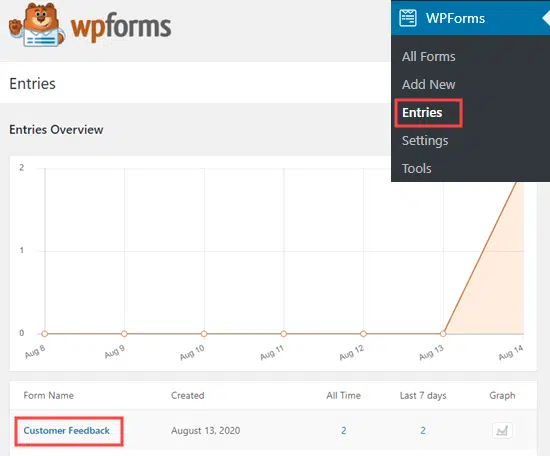 wpforms
WPForms
All Forms
Add New
Entries
Settings
Tools
Entries
Entries Overview
2
1
0
Aug 8 Aug 9 Aug 10 Aug 11 Aug 12 Aug 13 Aug 14
Form Name Created All Time Last 7 days Graph
Customer Feedback August 13, 2020 2 2